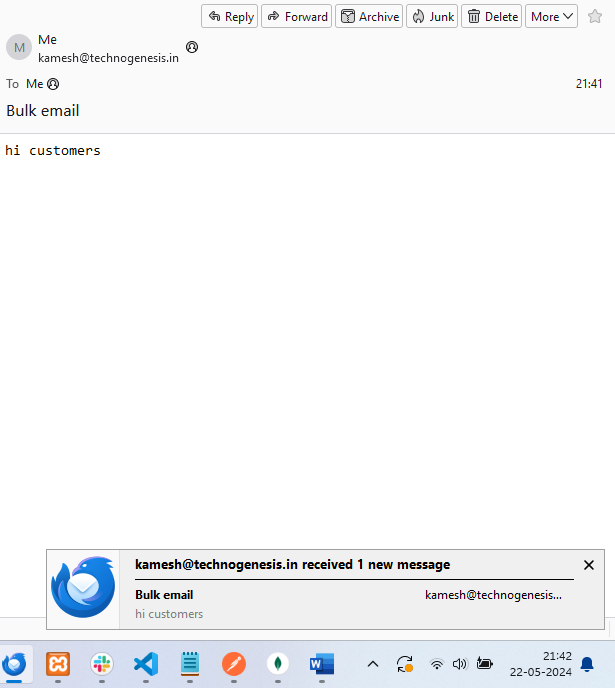 Reply Forward Archive Junk Delete More
M Me
kamesh@technogenesis.in
To Me 21:41
Bulk email
hi customers
kamesh@technogenesis.in received 1 new message
Bulk email kamesh@technogenesis...
hi customers
21:42
22-05-2024